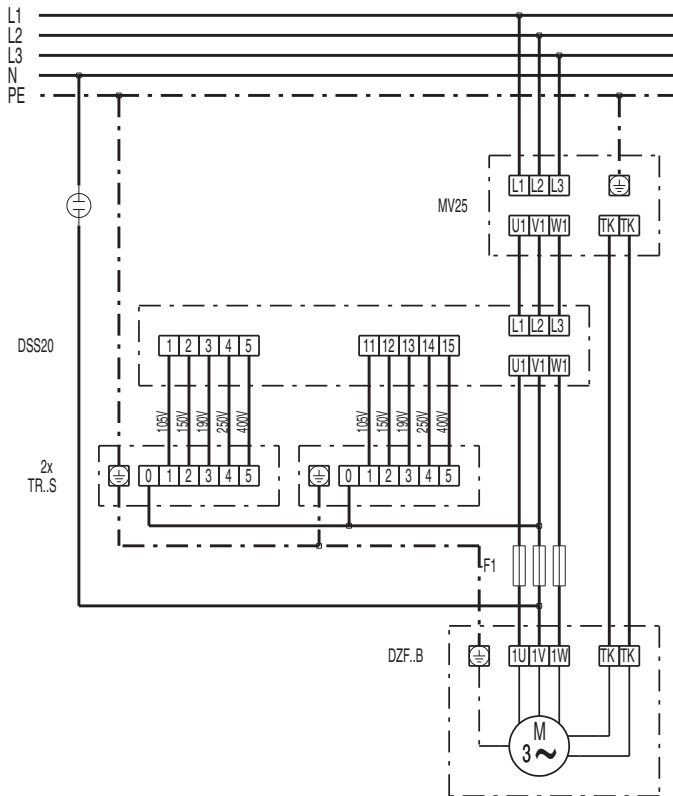 L1
L2
L3
N
PE
L1 L2 L3
MV25
U1 V1 W1 TK TK
L1 L2 L3
DSS20
1 2 3 4 5
11 12 13 14 15
U1 V1 W1
105V 150V 190V 250V 400V
105V 150V 190V 250V 400V
2x
TR..S
0 1 2 3 4 5
0 1 2 3 4 5
F1
DZF..B
1U 1V 1W TK TK
M
3 ~